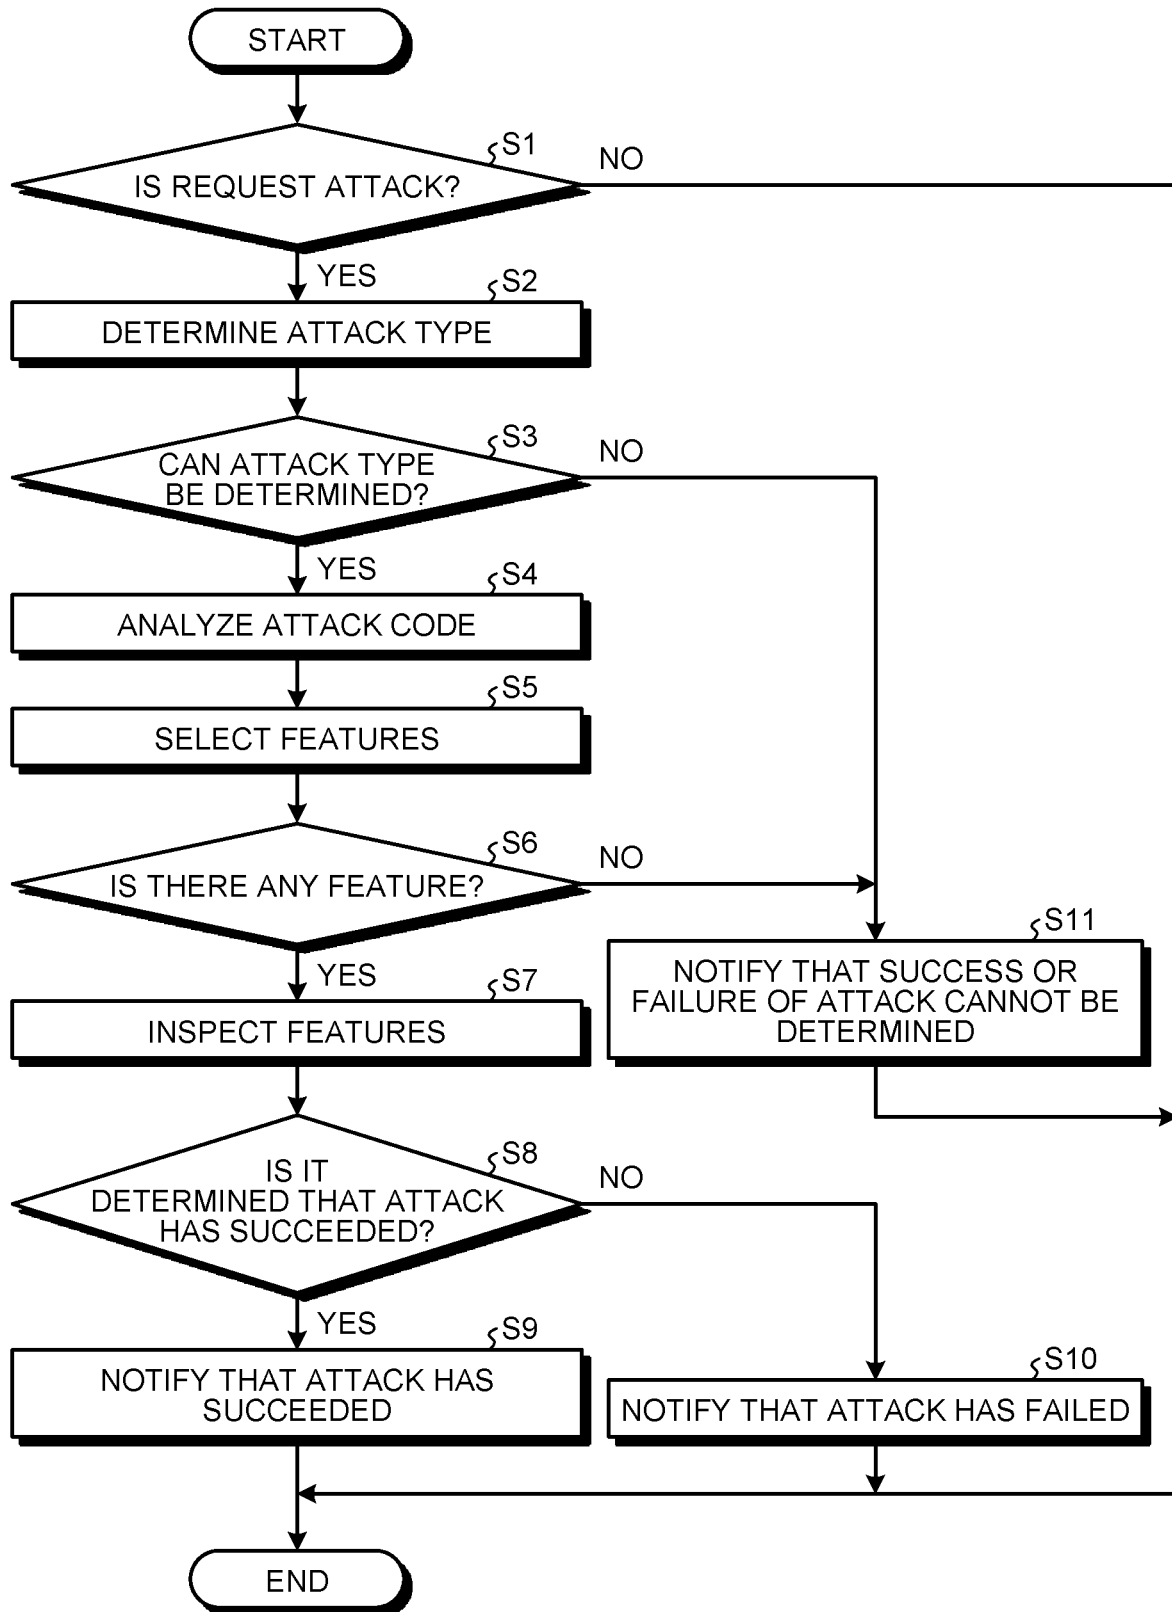 START
S1
NO
IS REQUEST ATTACK?
YES
S2
DETERMINE ATTACK TYPE
S3
NO
CAN ATTACK TYPE
BE DETERMINED?
YES
S4
ANALYZE ATTACK CODE
S5
SELECT FEATURES
S6
NO
IS THERE ANY FEATURE?
YES
S7
INSPECT FEATURES
S11
NOTIFY THAT SUCCESS OR
FAILURE OF ATTACK CANNOT BE
DETERMINED
S8
NO
IS IT
DETERMINED THAT ATTACK
HAS SUCCEEDED?
YES
S9
NOTIFY THAT ATTACK HAS
SUCCEEDED
S10
NOTIFY THAT ATTACK HAS FAILED
END